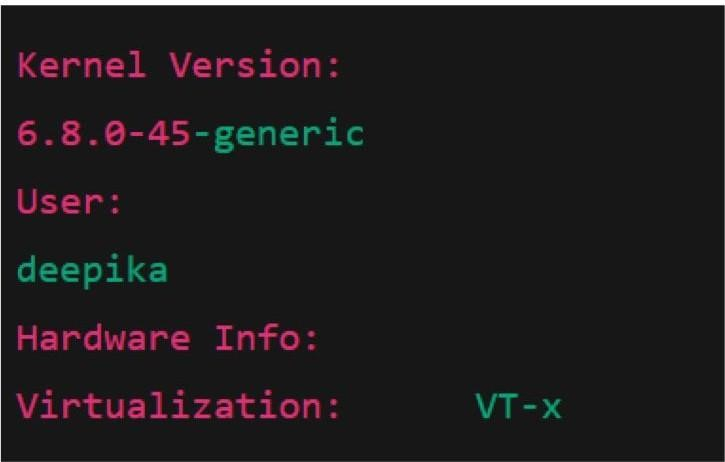 Kernel Version:
6.8.0-45-generic
User:
deepika
Hardware Info:
Virtualization: VT-x